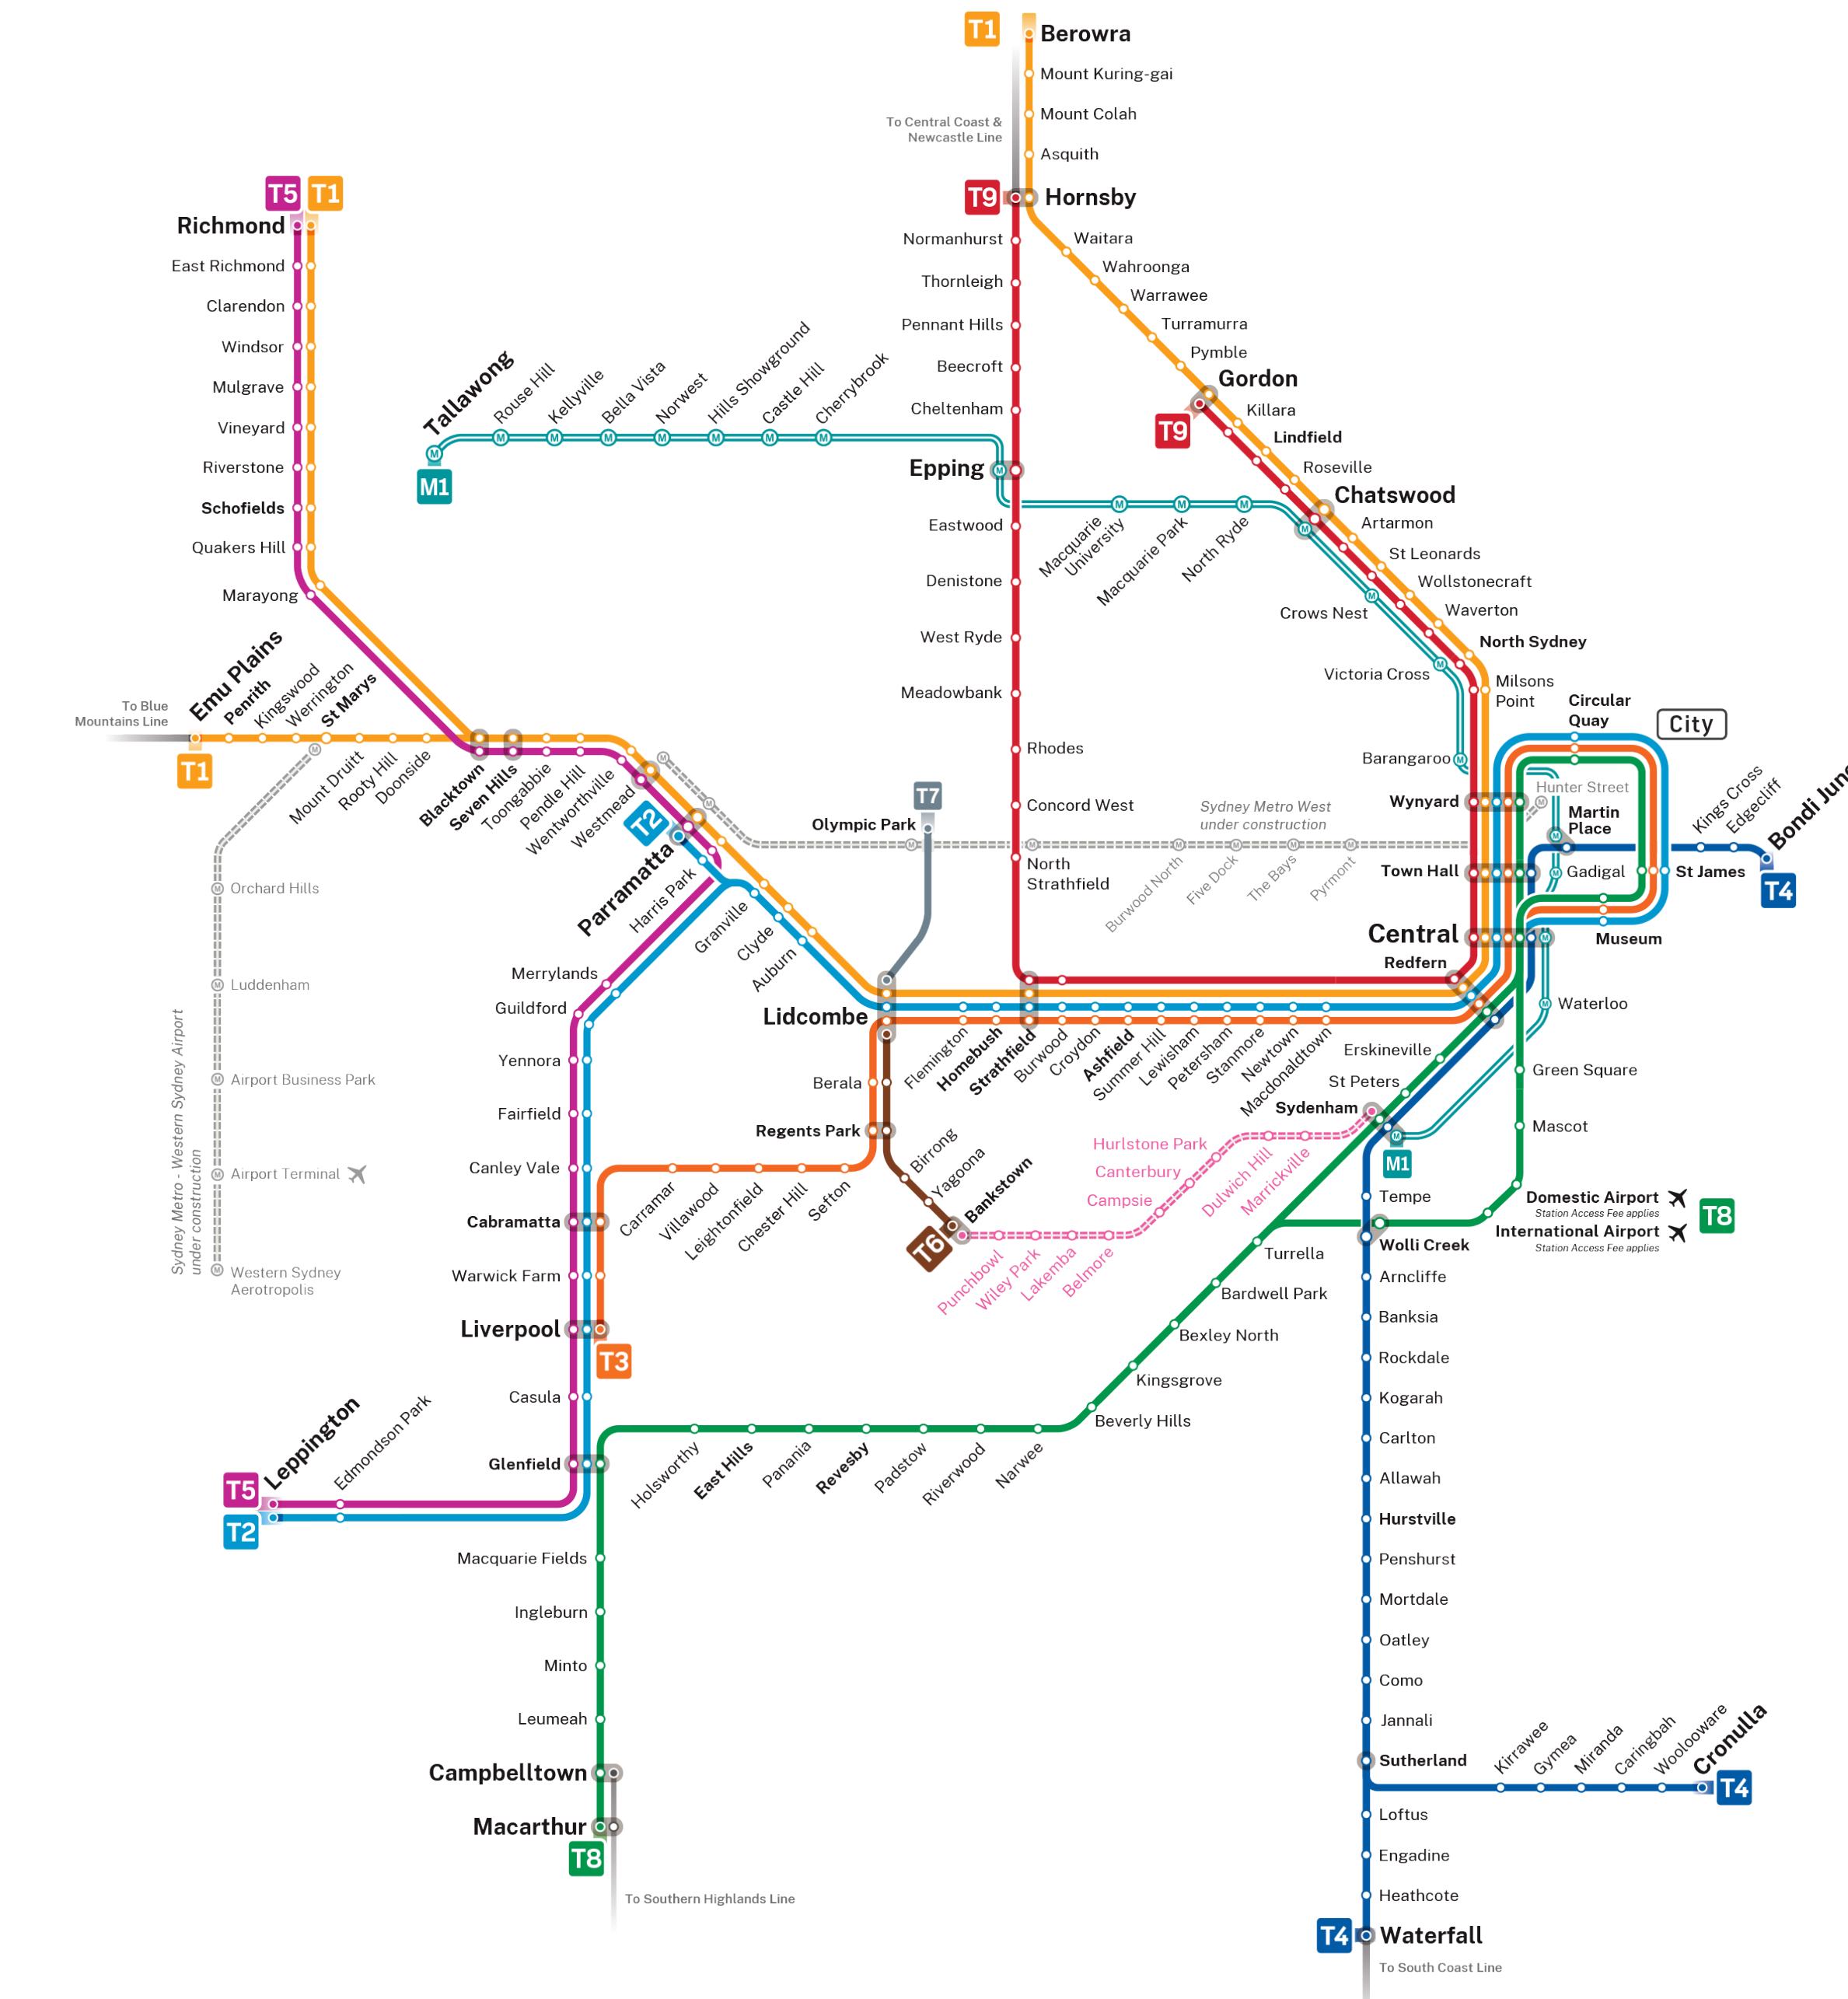 T1
Berowra
Mount Kuring-gai
Mount Colah
To Central Coast &
Newcastle Line
Asquith
T9
Hornsby
Normanhurst
Thornleigh
Pennant Hills
Beecroft
Cheltenham
Epping
Eastwood
Denistone
West Ryde
Meadowbank
Rhodes
Concord West
North
Strathfield
Waitara
Wahroonga
Warrawee
Turramurra
Pymble
Gordon
T9
Killara
Lindfield
Roseville
Chatswood
Artarmon
St Leonards
Wollstonecraft
Waverton
North Sydney
Milsons
Point
T5
T1
Richmond
East Richmond
Clarendon
Windsor
Mulgrave
Vineyard
Riverstone
Schofields
Quakers Hill
Marayong
Tallawong
M1
Rouse Hill
Kellyville
Bella Vista
Norwest
Hills Showground
Castle Hill
Cherrybrook
Macquarie
University
Macquarie Park
North Ryde
Crows Nest
Victoria Cross
Barangaroo
To Blue
Mountains Line
Emu Plains
T1
Penrith
Kingswood
Werrington
St Marys
Mount Druitt
Rooty Hill
Doonside
Blacktown
Seven Hills
Toongabbie
Pendle Hill
Wentworthville
Westmead
T2
Parramatta
Harris Park
Granville
Clyde
Auburn
T7
Olympic Park
Sydney Metro West
under construction
Burwood North
Five Dock
The Bays
Pyrmont
Hunter Street
Circular
Quay
City
Wynyard
Martin
Place
Kings Cross
Edgecliff
Bondi Jun
T4
Town Hall
Gadigal
St James
Central
Museum
Redfern
Waterloo
Orchard Hills
Luddenham
Airport Business Park
Airport Terminal
Western Sydney
Aerotropolis
Sydney Metro - Western Sydney Airport
under construction
Merrylands
Guildford
Yennora
Fairfield
Canley Vale
Cabramatta
Warwick Farm
Liverpool
T3
Casula
Glenfield
Lidcombe
Flemington
Homebush
Strathfield
Burwood
Croydon
Ashfield
Summer Hill
Lewisham
Petersham
Stanmore
Newtown
Macdonaldtown
Berala
Regents Park
Birrong
Yagoona
Bankstown
T6
Carramar
Villawood
Leightonfield
Chester Hill
Sefton
Punchbowl
Wiley Park
Lakemba
Belmore
Campsie
Canterbury
Hurlstone Park
Dulwich Hill
Marrickville
Erskineville
St Peters
Sydenham
M1
Green Square
Mascot
Domestic Airport
Station Access Fee applies
International Airport
Station Access Fee applies
T8
Tempe
Wolli Creek
Turrella
Bardwell Park
Bexley North
Kingsgrove
Beverly Hills
Narwee
Riverwood
Padstow
Revesby
Panania
East Hills
Holsworthy
T5
T2
Leppington
Edmondson Park
Macquarie Fields
Ingleburn
Minto
Leumeah
Campbelltown
Macarthur
T8
To Southern Highlands Line
Arncliffe
Banksia
Rockdale
Kogarah
Carlton
Allawah
Hurstville
Penshurst
Mortdale
Oatley
Como
Jannali
Sutherland
Kirrawee
Gymea
Miranda
Caringbah
Woolooware
Cronulla
T4
Loftus
Engadine
Heathcote
T4
Waterfall
To South Coast Line